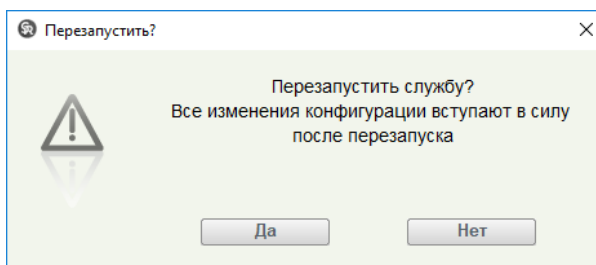 Перезапустить?
Перезапустить службу?
Все изменения конфигурации вступают в силу
после перезапуска
Да
Нет